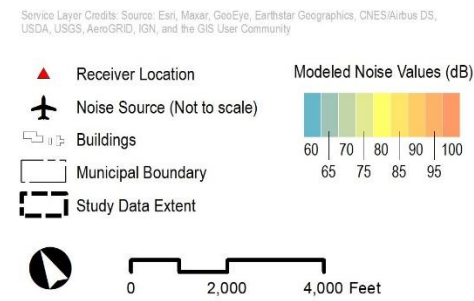 Service Layer Credits: Source: Esri, Maxar, GeoEye, Earthstar Geographics, CNES/Airbus DS,
USDA, USGS, AeroGRID, IGN, and the GIS User Community
Receiver Location
Noise Source (Not to scale)
Buildings
Municipal Boundary
Study Data Extent
Modeled Noise Values (dB)
60 70 80 90 100
65 75 85 95
0 2,000 4,000 Feet